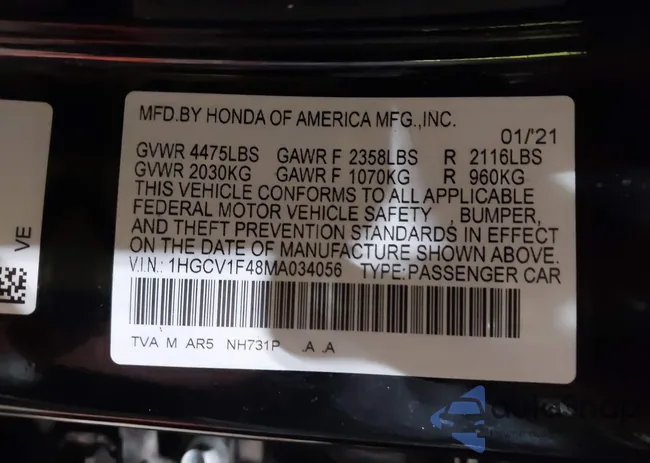 MFD.BY HONDA OF AMERICA MFG.,INC.
01/'21
GVWR 4475LBS GAWR F 2358LBS R 2116LBS
GVWR 2030KG GAWR F 1070KG R 960KG
THIS VEHICLE CONFORMS TO ALL APPLICABLE
FEDERAL MOTOR VEHICLE SAFETY , BUMPER,
AND THEFT PREVENTION STANDARDS IN EFFECT
ON THE DATE OF MANUFACTURE SHOWN ABOVE.
V.I.N.: 1HGCV1F48MA034056 TYPE:PASSENGER CAR
TVA M AR5 NH731P .A .A
VE